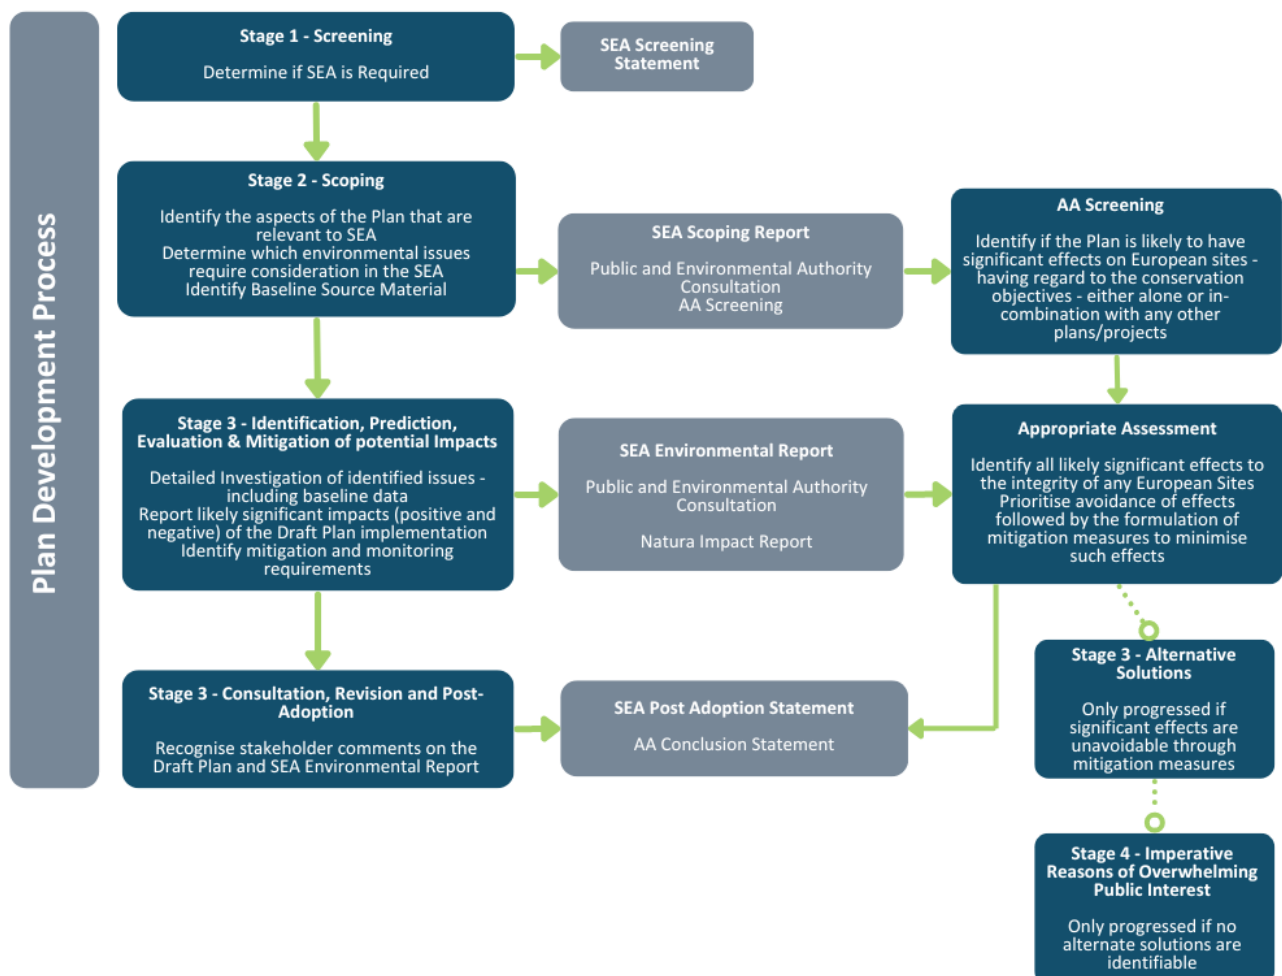 Plan Development Process
Stage 1 - Screening
Determine if SEA is Required
SEA Screening
Statement
Stage 2 - Scoping
Identify the aspects of the Plan that are
relevant to SEA
Determine which environmental issues
require consideration in the SEA
Identify Baseline Source Material
SEA Scoping Report
Public and Environmental Authority
Consultation
AA Screening
AA Screening
Identify if the Plan is likely to have
significant effects on European sites -
having regard to the conservation
objectives - either alone or in-
combination with any other
plans/projects
Stage 3 - Identification, Prediction,
Evaluation & Mitigation of potential Impacts
Detailed Investigation of identified issues -
including baseline data
Report likely significant impacts (positive and
negative) of the Draft Plan implementation
Identify mitigation and monitoring
requirements
SEA Environmental Report
Public and Environmental Authority
Consultation
Natura Impact Report
Appropriate Assessment
Identify all likely significant effects to
the integrity of any European Sites
Prioritise avoidance of effects
followed by the formulation of
mitigation measures to minimise
such effects
Stage 3 - Consultation, Revision and Post-
Adoption
Recognise stakeholder comments on the
Draft Plan and SEA Environmental Report
SEA Post Adoption Statement
AA Conclusion Statement
Stage 3 - Alternative
Solutions
Only progressed if
significant effects are
unavoidable through
mitigation measures
Stage 4 - Imperative
Reasons of Overwhelming
Public Interest
Only progressed if no
alternate solutions are
identifiable